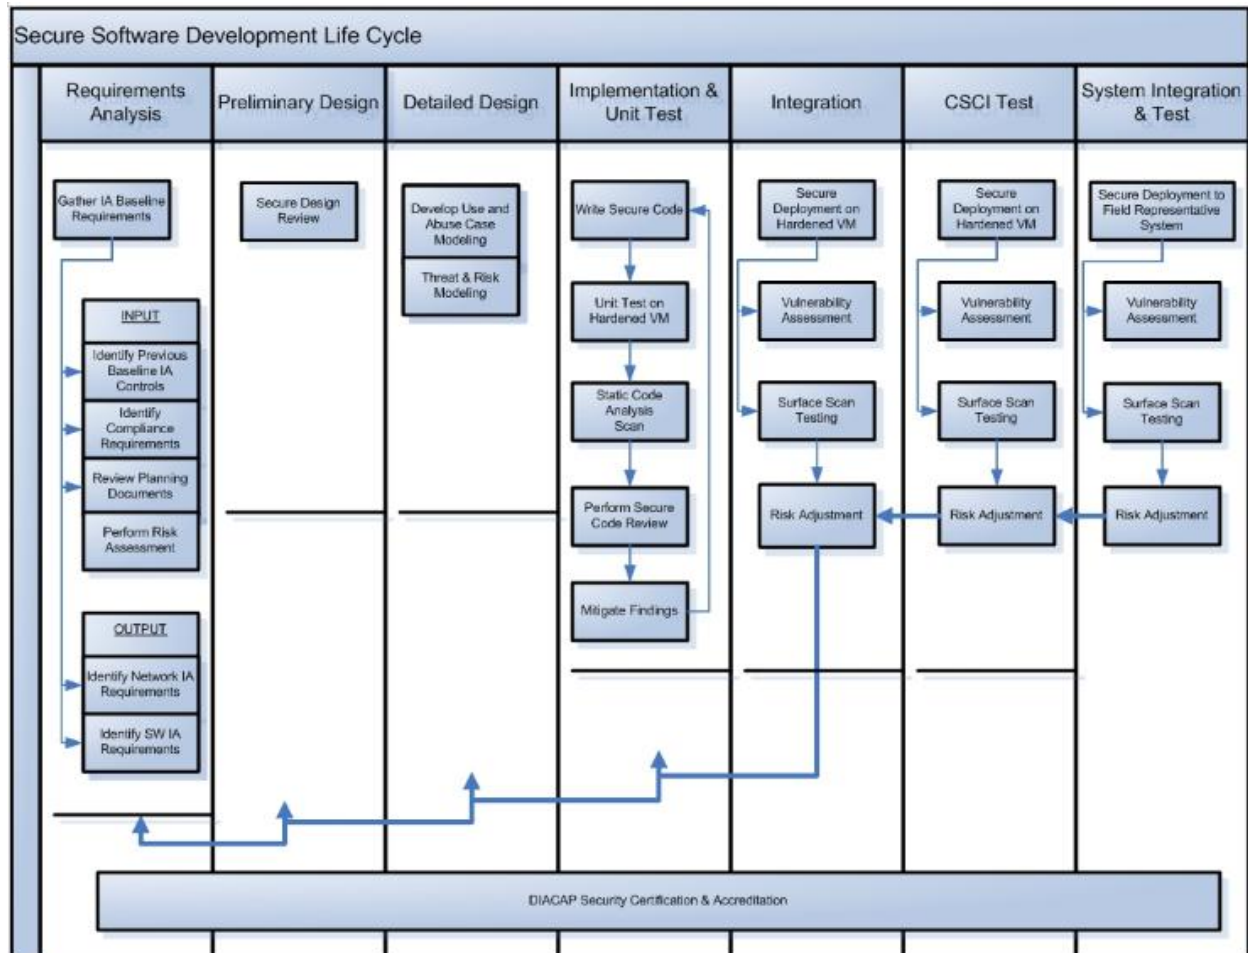 Secure Software Development Life Cycle
Requirements
Analysis
Preliminary Design
Detailed Design
Implementation &
Unit Test
Integration
CSCI Test
System Integration
& Test
Gather IA Baseline
Requirements
INPUT
Identify Previous
Baseline IA
Controls
Identify
Compliance
Requirements
Review Planning
Documents
Perform Risk
Assessment
OUTPUT
Identify Network IA
Requirements
Identify SW IA
Requirements
Secure Design
Review
Develop Use and
Abuse Case
Modeling
Threat & Risk
Modeling
Write Secure Code
Unit Test on
Hardened VM
Static Code
Analysis
Scan
Perform Secure
Code Review
Mitigate Findings
Secure
Deployment on
Hardened VM
Vulnerability
Assessment
Surface Scan
Testing
Risk Adjustment
Secure
Deployment on
Hardened VM
Vulnerability
Assessment
Surface Scan
Testing
Risk Adjustment
Secure Deployment to
Field Representative
System
Vulnerability
Assessment
Surface Scan
Testing
Risk Adjustment
DIACAP Security Certification & Accreditation